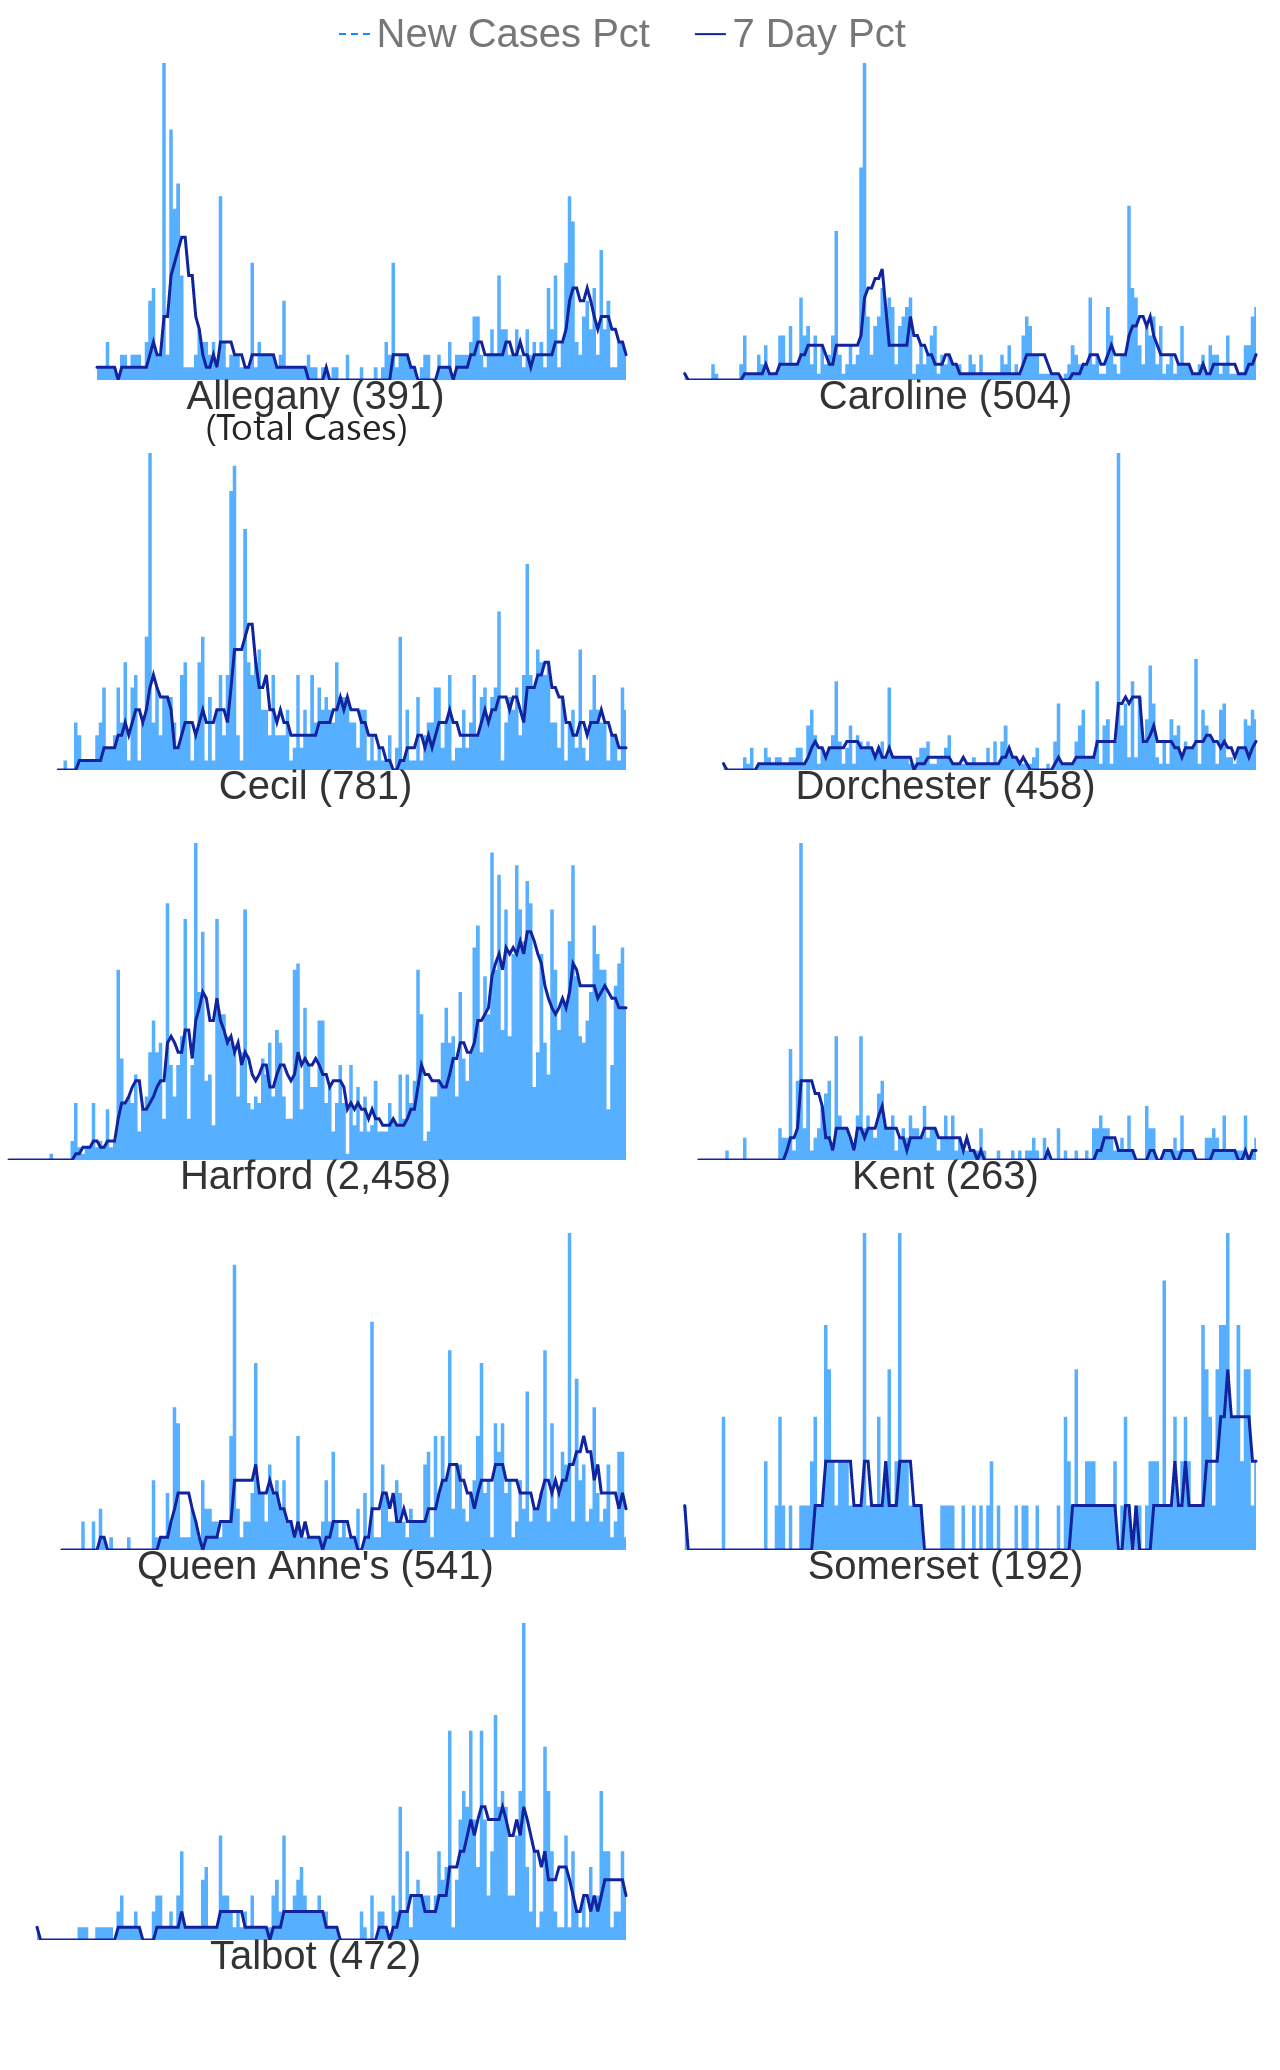 New Cases Pct 7 Day Pct
Allegany (391) Caroline (504)
(Total Cases)
Cecil (781) Dorchester (458)
Harford (2,458) Kent (263)
Queen Anne's (541) Somerset (192)
Talbot (472)